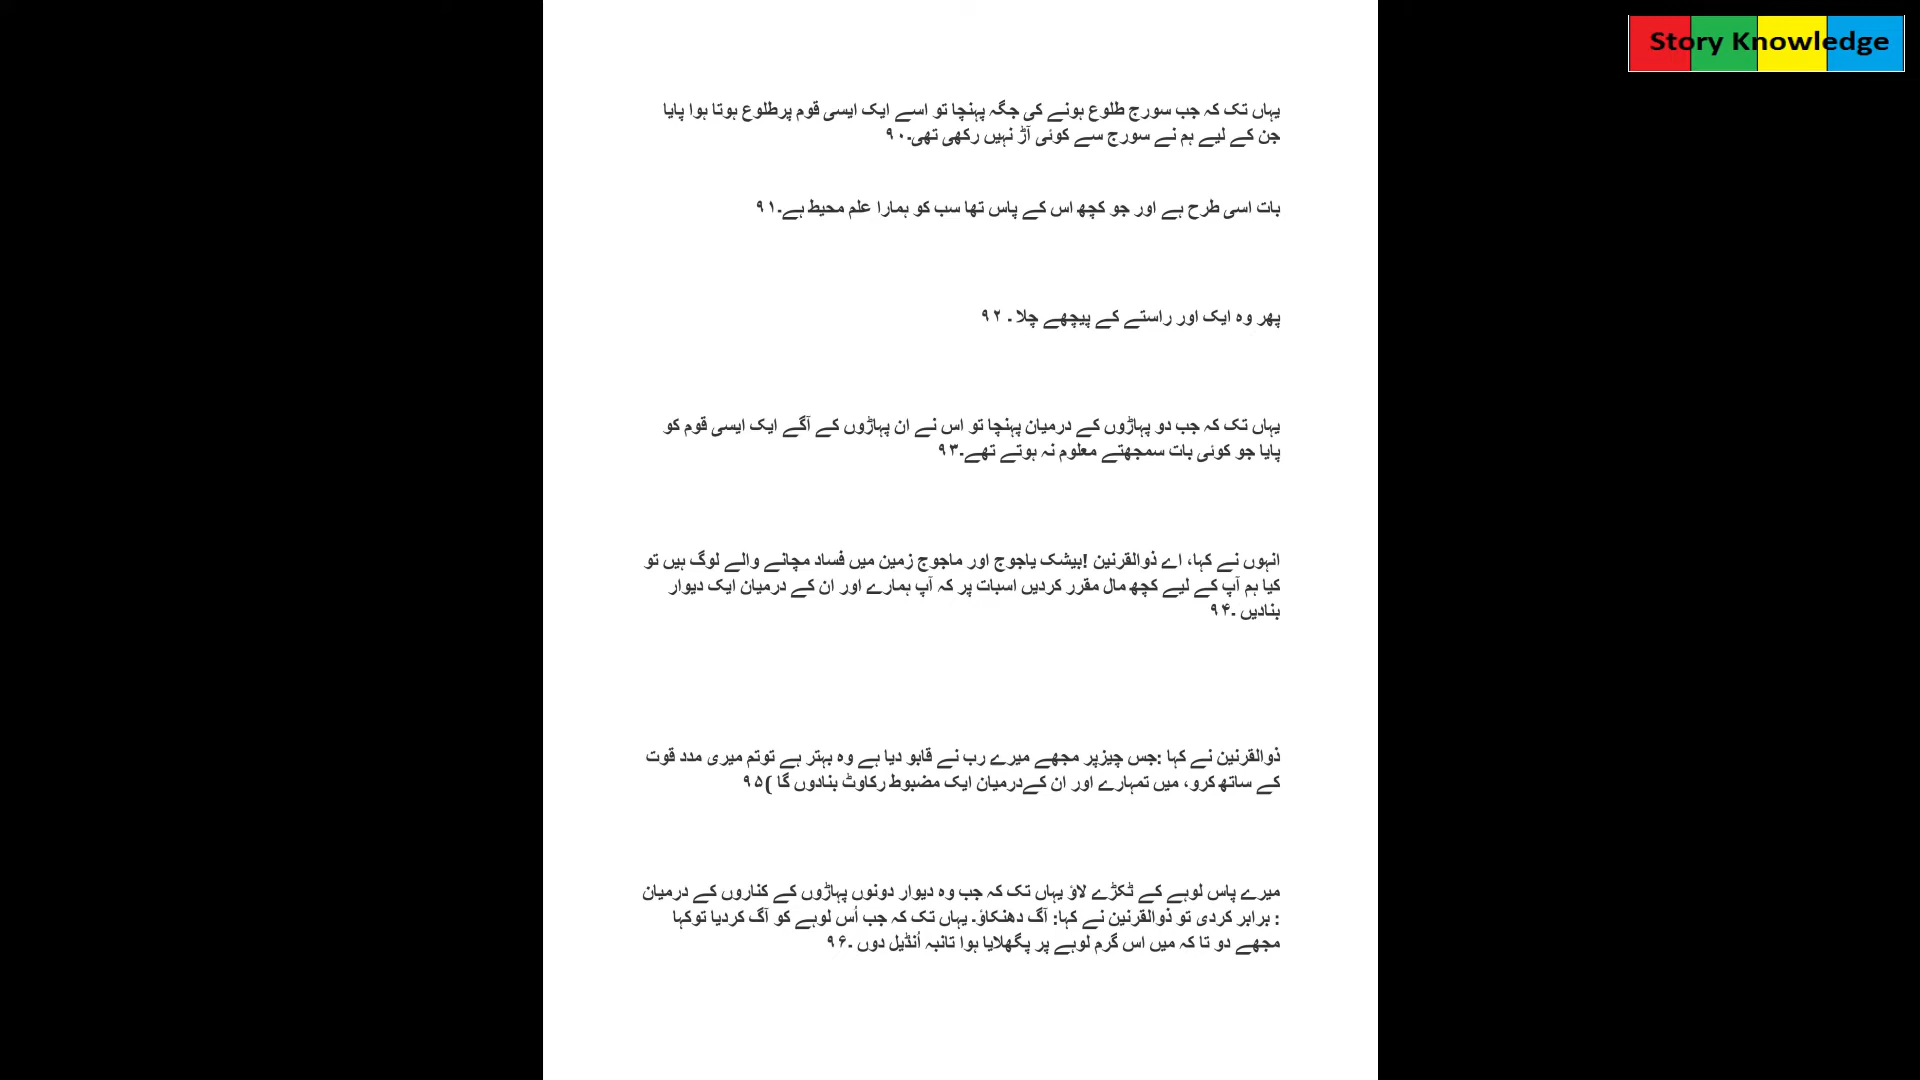 Story Knowledge
یہاں تک کہ جب سورج طلوع ہونے کی جگہ پہنچا تو اسے ایک ایسی قوم پرطلوع ہوتا ہوا پایا
جن کے لیے ہم نے سورج سے کوئی آڑ نہیں رکھی تھی۔۹۰
بات اسی طرح ہے اور جو کچھ اس کے پاس تھا سب کو ہمارا علم محیط ہے۔۹۱
پھر وہ ایک اور راستے کے پیچھے چلا ۔ ۹۲
یہاں تک کہ جب دو پہاڑوں کے درمیان پہنچا تو اس نے ان پہاڑوں کے آگے ایک ایسی قوم کو
پایا جو کوئی بات سمجھتے معلوم نہ ہوتے تھے۔۹۳
انہوں نے کہا، اے ذوالقرنین !بیشک یاجوج اور ماجوج زمین میں فساد مچانے والے لوگ ہیں تو
کیا ہم آپ کے لیے کچھ مال مقرر کردیں اسبات پر کہ آپ ہمارے اور ان کے درمیان ایک دیوار
بنادیں ۔۹۴
ذوالقرنین نے کہا :جس چیزپر مجھے میرے رب نے قابو دیا ہے وہ بہتر ہے توتم میری مدد قوت
کے ساتھ کرو، میں تمہارے اور ان کےدرمیان ایک مضبوط رکاوٹ بنادوں گا )۹۵
میرے پاس لوہے کے ٹکڑے لاؤ یہاں تک کہ جب وہ دیوار دونوں پہاڑوں کے کناروں کے درمیان
: برابر کردی تو ذوالقرنین نے کہا: آگ دھنکاؤ۔ یہاں تک کہ جب اُس لوہے کو آگ کردیا توکہا
مجھے دو تا کہ میں اس گرم لوہے پر پگھلایا ہوا تانبہ اُنڈیل دوں ۔۹۶